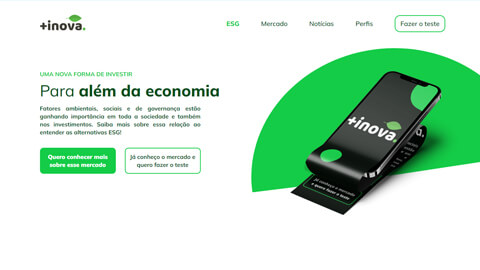 +inova.
ESG
Mercado
Notícias
Perfis
Fazer o teste
UMA NOVA FORMA DE INVESTIR
Para além da economia
Fatores ambientais, sociais e de governança estão
ganhando importância em toda a sociedade e também
nos investimentos. Saiba mais sobre essa relação ao
entender as alternativas ESG!
Quero conhecer mais
sobre esse mercado
Já conheço o mercado e
quero fazer o teste
+inova.
Já conheço o mercado
e quero fazer o teste